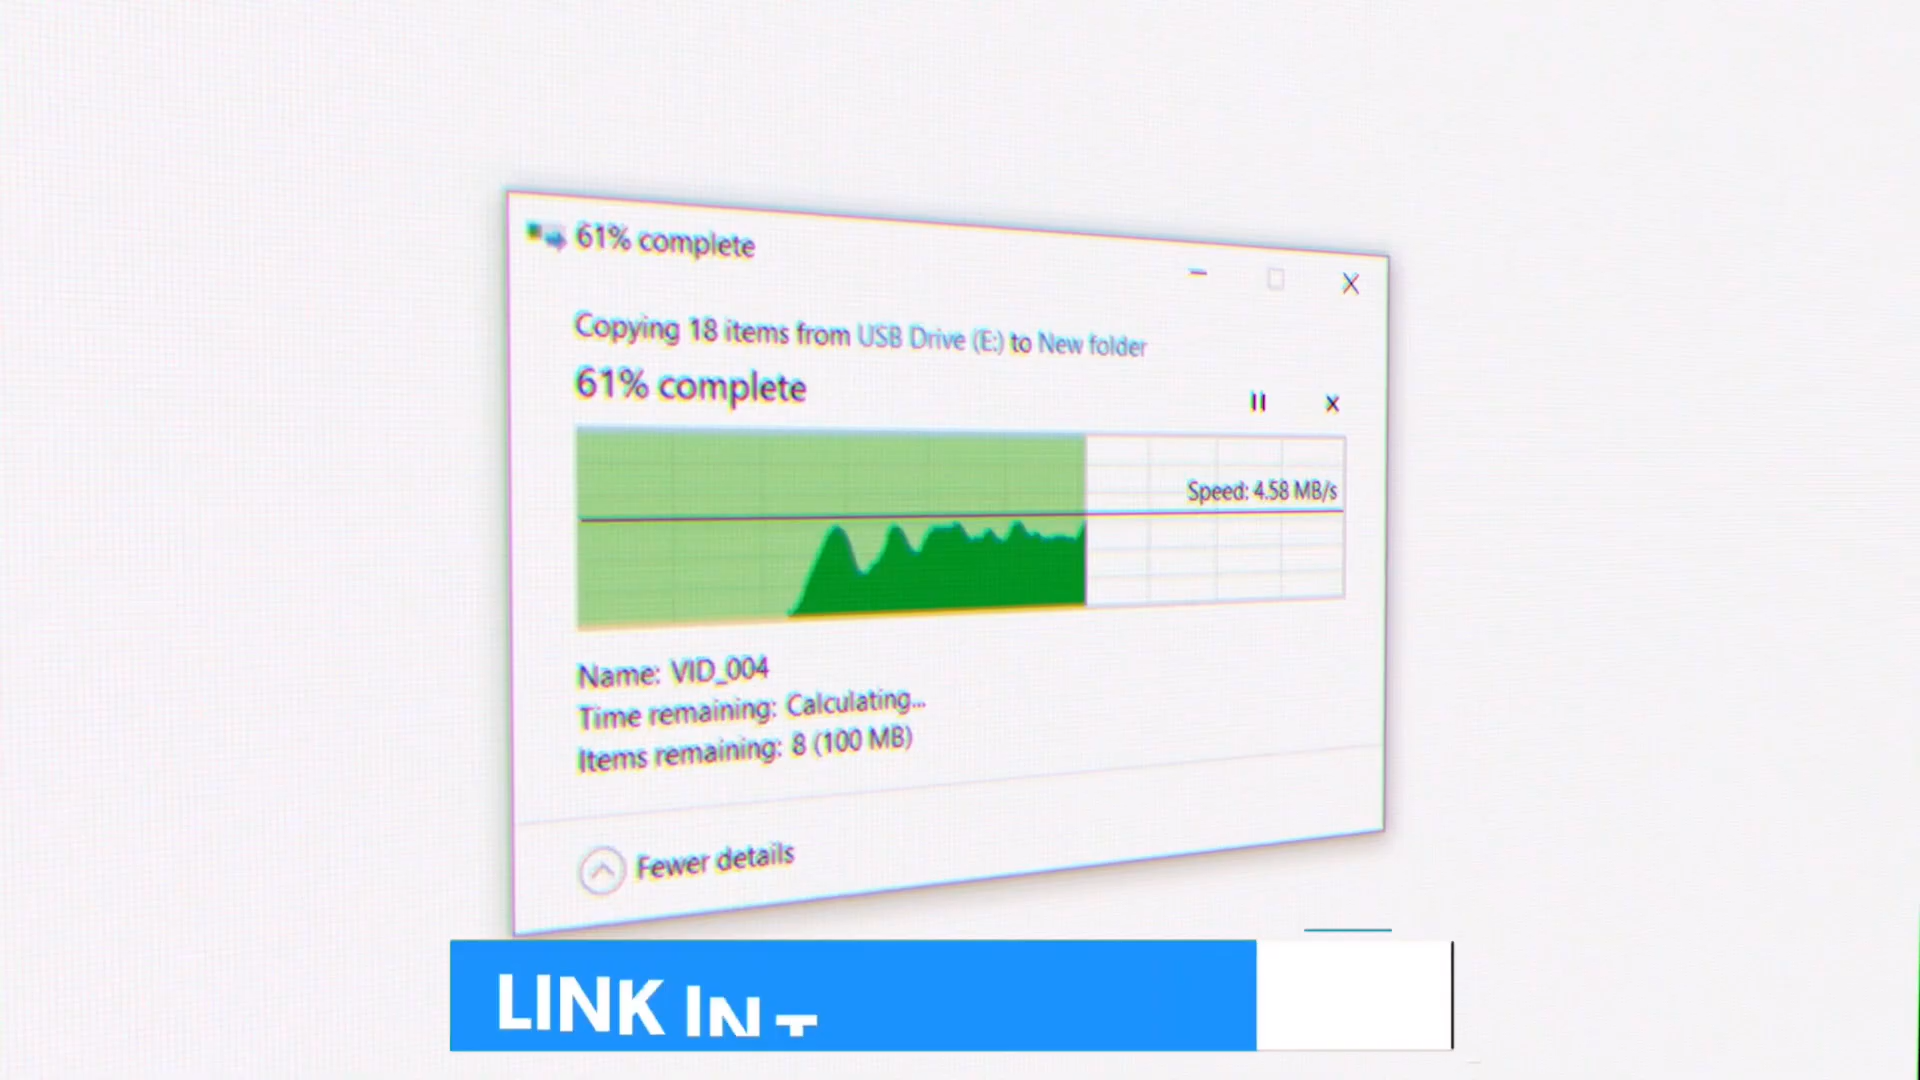 61% complete
Copying 18 items from USB Drive (E:) to New folder
61% complete
Speed: 4.58 MB/s
Name: VID_004
Time remaining: Calculating...
Items remaining: 8 (100 MB)
Fewer details
LINK IN T